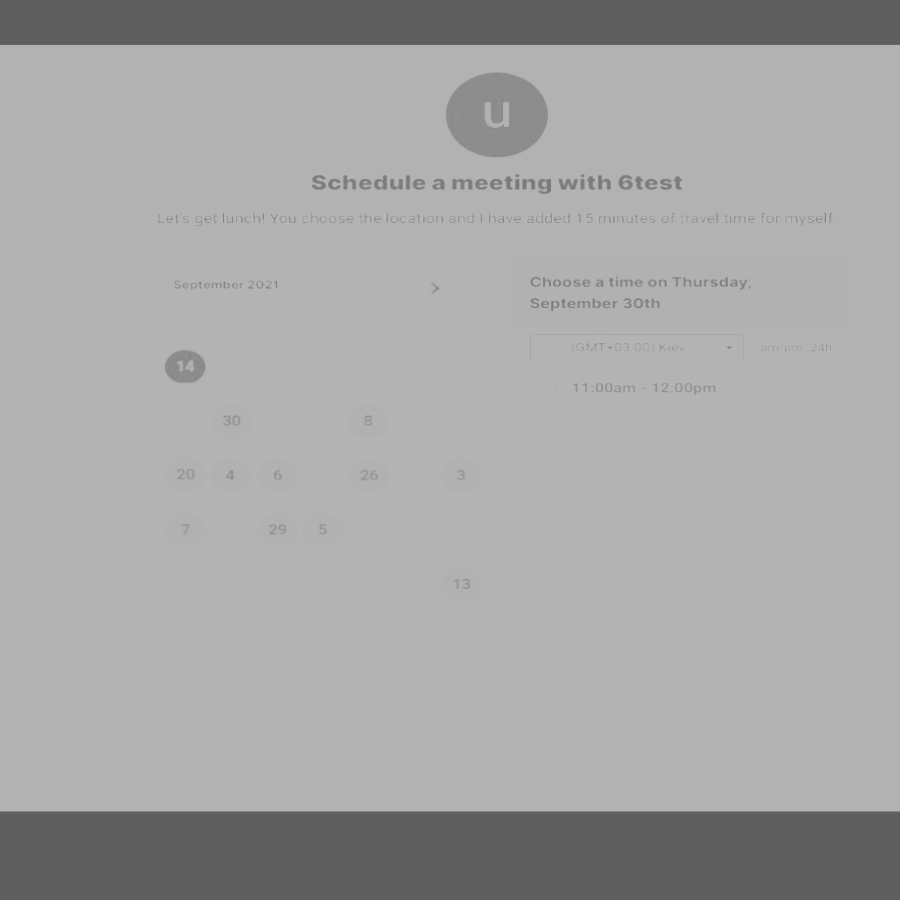 u
Schedule a meeting with 6test
Let's get lunch! You choose the location and I have added 15 minutes of travel time for myself.
September 2021
14
30 8
20 4 6 26 3
7 29 5
13
Choose a time on Thursday,
September 30th
(GMT+03:00) Kiev am/pm 24h
11:00am - 12:00pm